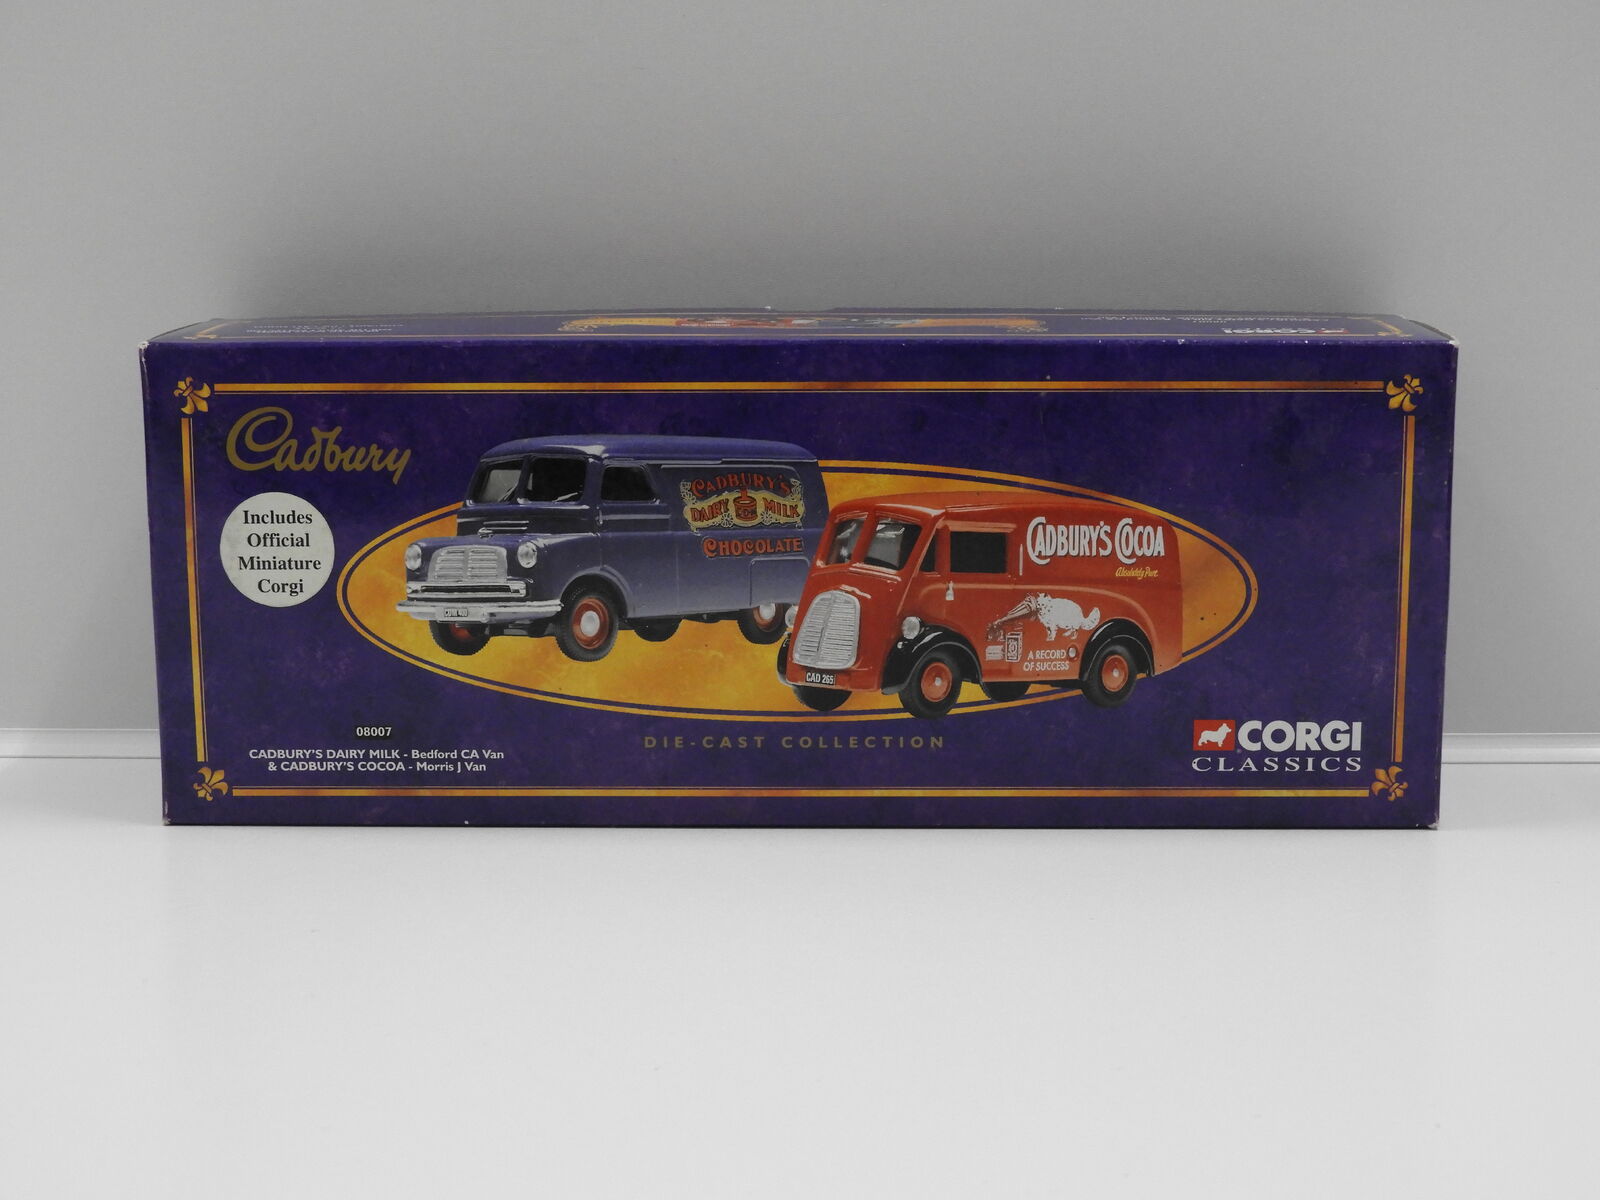 Cadbury
Includes
Official
Miniature
Corgi
CADBURY'S
DAIRY MILK
CHOCOLATE
CADBURY'S COCOA
Absolutely Pure
A RECORD
OF SUCCESS
CAD 265
08007
CADBURY'S DAIRY MILK - Bedford CA Van
& CADBURY'S COCOA - Morris J Van
DIE-CAST COLLECTION
CORGI
CLASSICS
CORGI